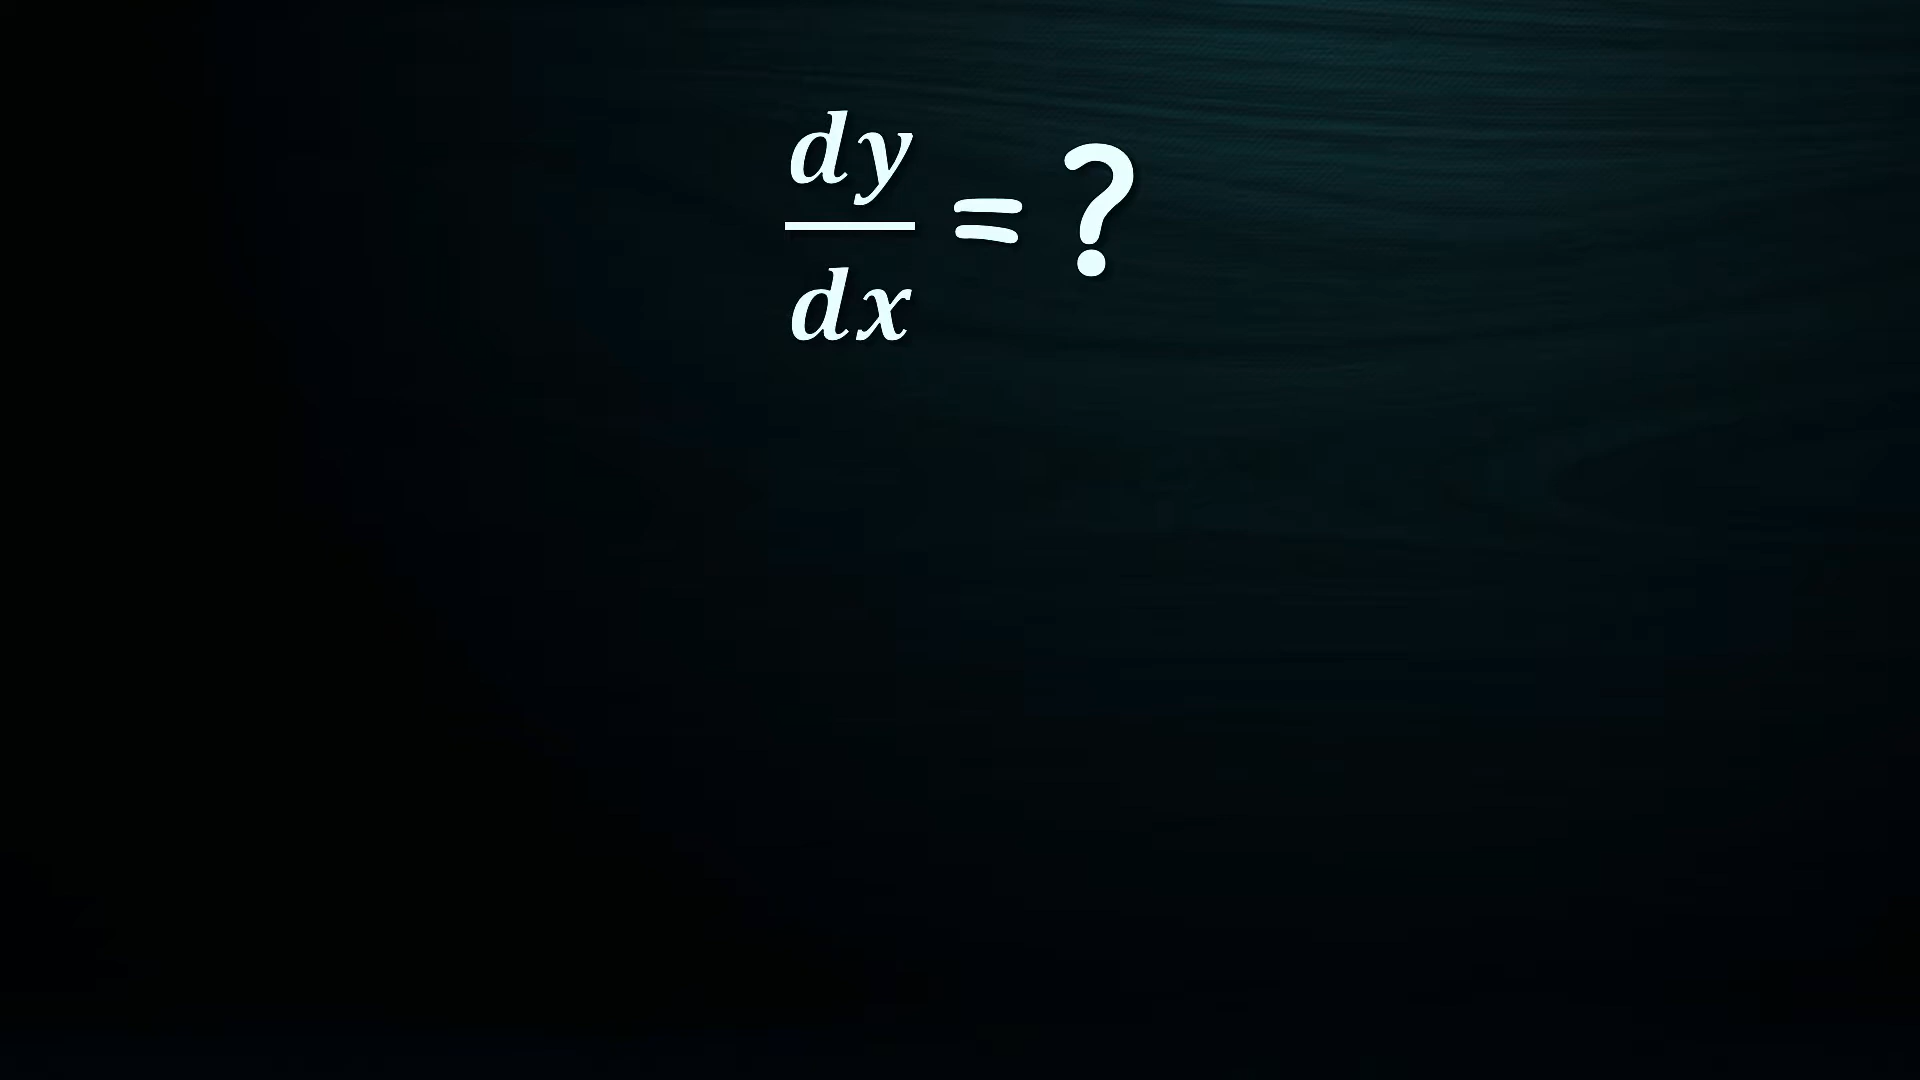 dy/dx = ?